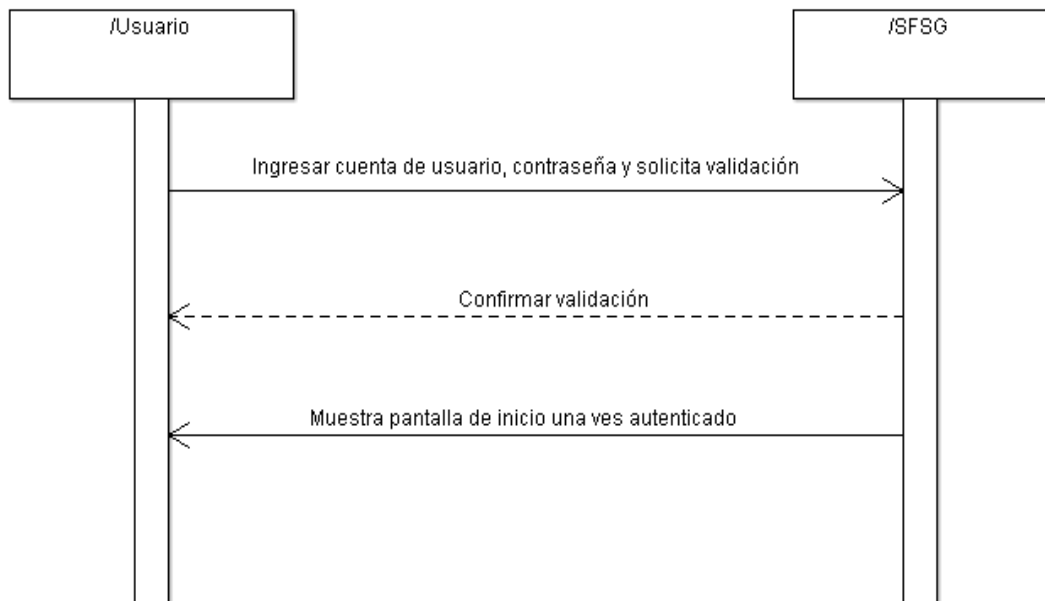 /Usuario
/SFSG
Ingresar cuenta de usuario, contraseña y solicita validación
Confirmar validación
Muestra pantalla de inicio una ves autenticado